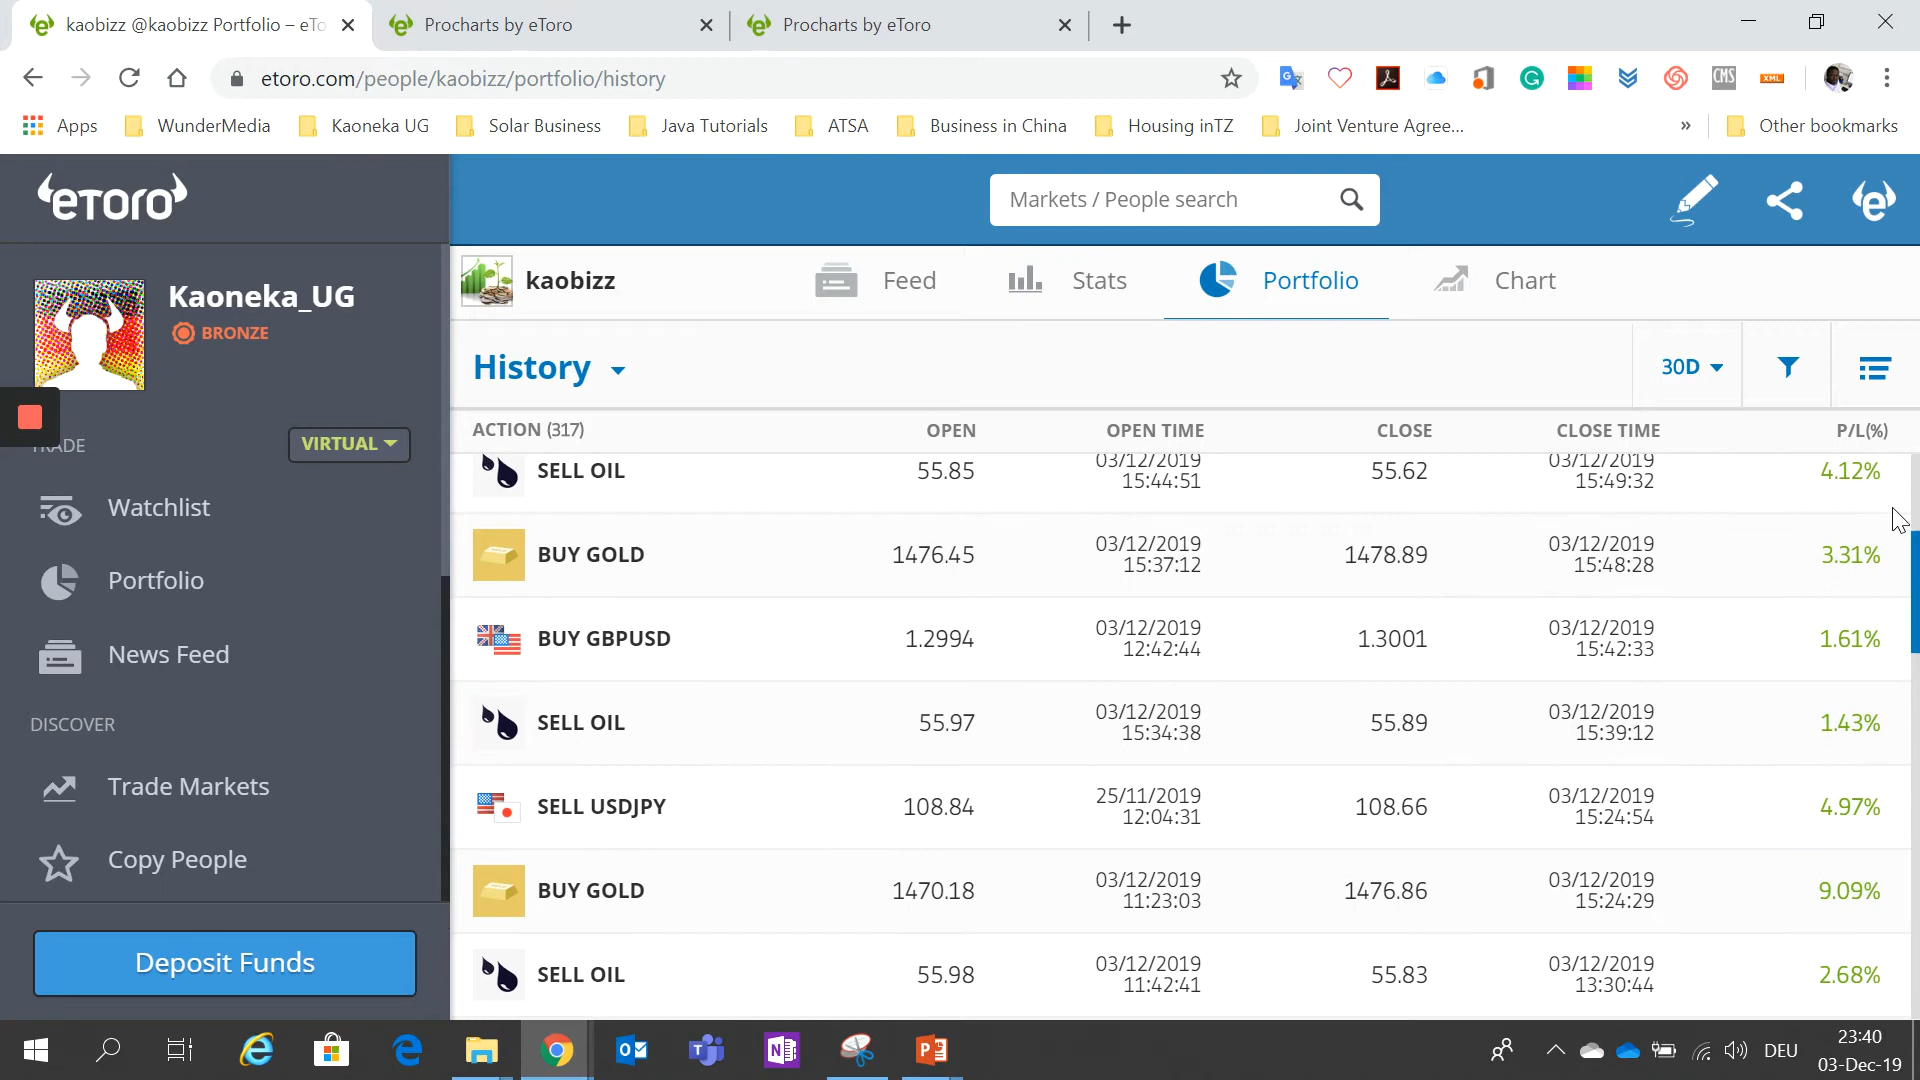 kaobizz @kaobizz Portfolio – eTo
Procharts by eToro
Procharts by eToro
etoro.com/people/kaobizz/portfolio/history
CMS
XML
Apps
WunderMedia
Kaoneka UG
Solar Business
Java Tutorials
ATSA
Business in China
Housing inTZ
Joint Venture Agree...
»
Other bookmarks
eToro
Markets / People search
Kaoneka_UG
BRONZE
VIRTUAL
Watchlist
Portfolio
News Feed
DISCOVER
Trade Markets
Copy People
Deposit Funds
kaobizz
Feed
Stats
Portfolio
Chart
History
30D
ACTION (317) OPEN OPEN TIME CLOSE CLOSE TIME P/L(%)
SELL OIL 55.85 03/12/2019 15:44:51 55.62 03/12/2019 15:49:32 4.12%
BUY GOLD 1476.45 03/12/2019 15:37:12 1478.89 03/12/2019 15:48:28 3.31%
BUY GBPUSD 1.2994 03/12/2019 12:42:44 1.3001 03/12/2019 15:42:33 1.61%
SELL OIL 55.97 03/12/2019 15:34:38 55.89 03/12/2019 15:39:12 1.43%
SELL USDJPY 108.84 25/11/2019 12:04:31 108.66 03/12/2019 15:24:54 4.97%
BUY GOLD 1470.18 03/12/2019 11:23:03 1476.86 03/12/2019 15:24:29 9.09%
SELL OIL 55.98 03/12/2019 11:42:41 55.83 03/12/2019 13:30:44 2.68%
DEU
23:40
03-Dec-19